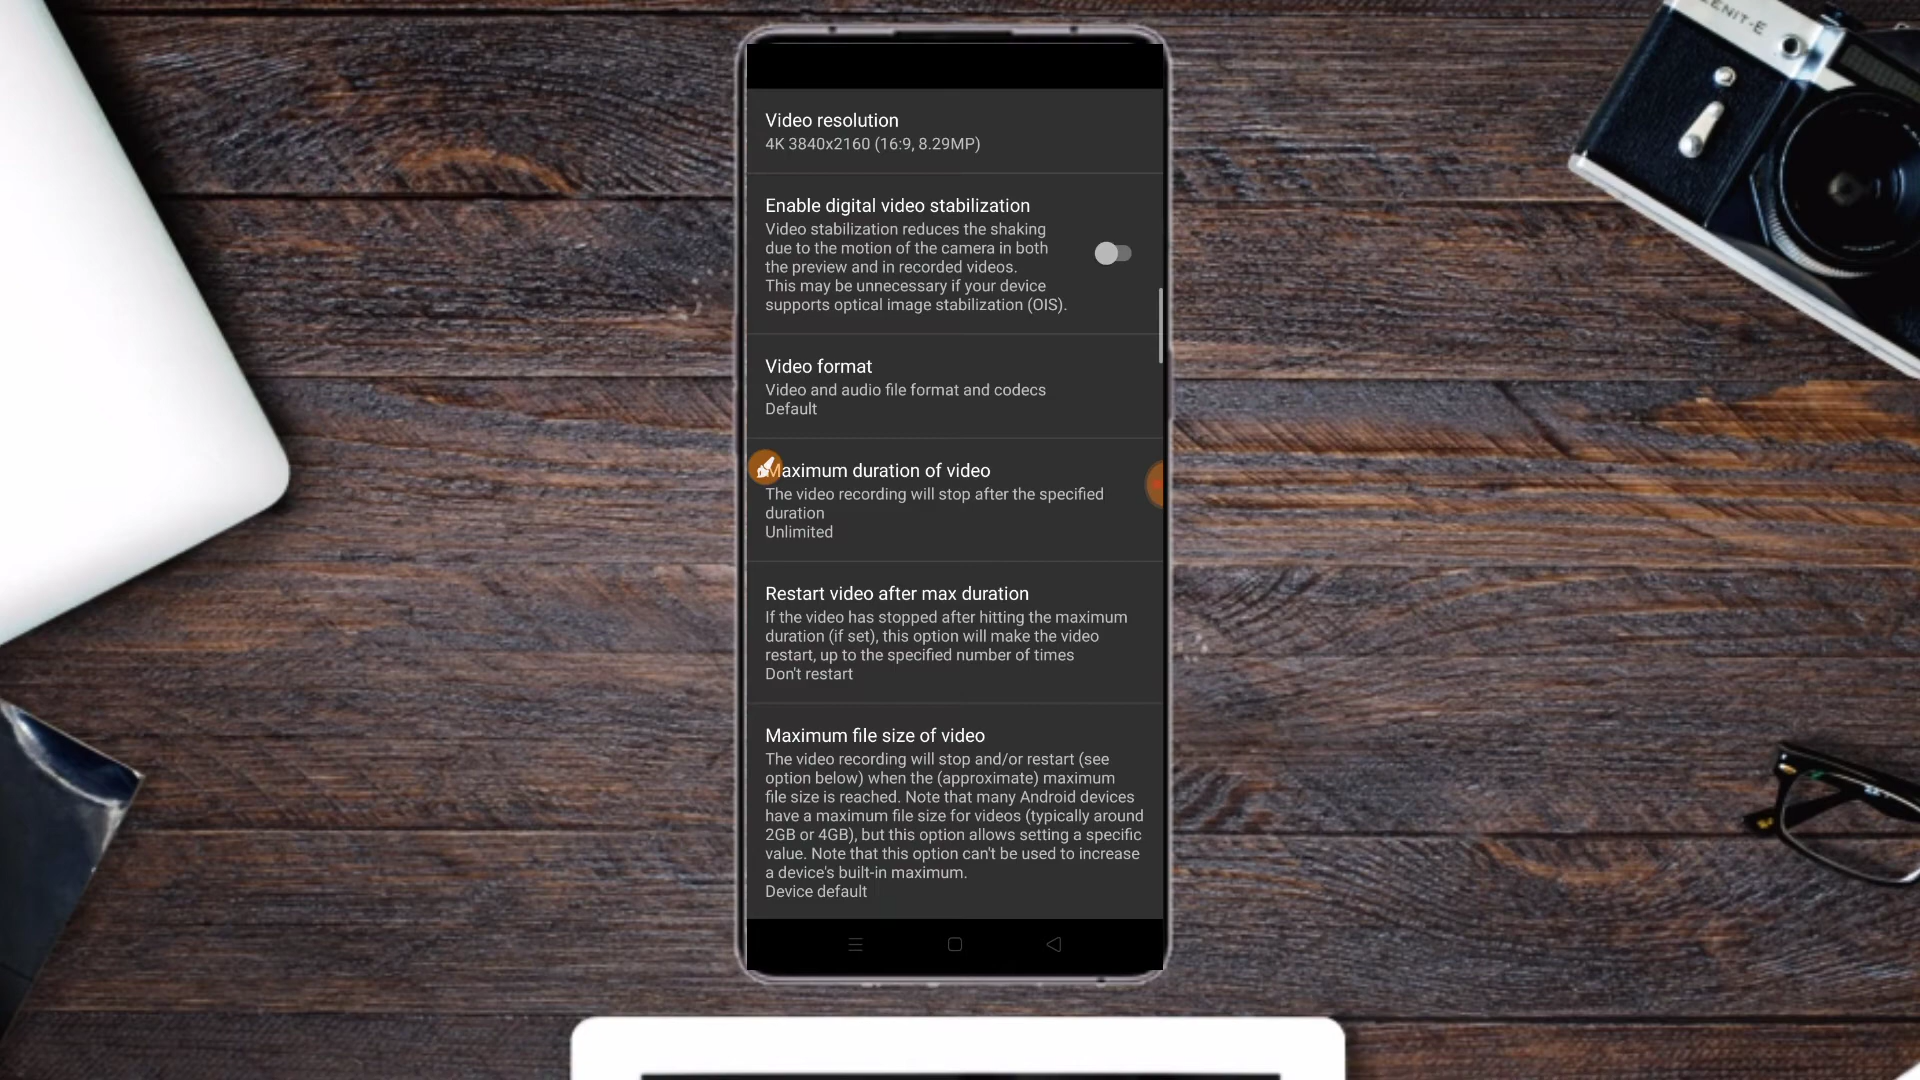 ZENIT-E
Video resolution
4K 3840x2160 (16:9, 8.29MP)
Enable digital video stabilization
Video stabilization reduces the shaking
due to the motion of the camera in both
the preview and in recorded videos.
This may be unnecessary if your device
supports optical image stabilization (OIS).
Video format
Video and audio file format and codecs
Default
Maximum duration of video
The video recording will stop after the specified
duration
Unlimited
Restart video after max duration
If the video has stopped after hitting the maximum
duration (if set), this option will make the video
restart, up to the specified number of times
Don't restart
Maximum file size of video
The video recording will stop and/or restart (see
option below) when the (approximate) maximum
file size is reached. Note that many Android devices
have a maximum file size for videos (typically around
2GB or 4GB), but this option allows setting a specific
value. Note that this option can't be used to increase
a device's built-in maximum.
Device default